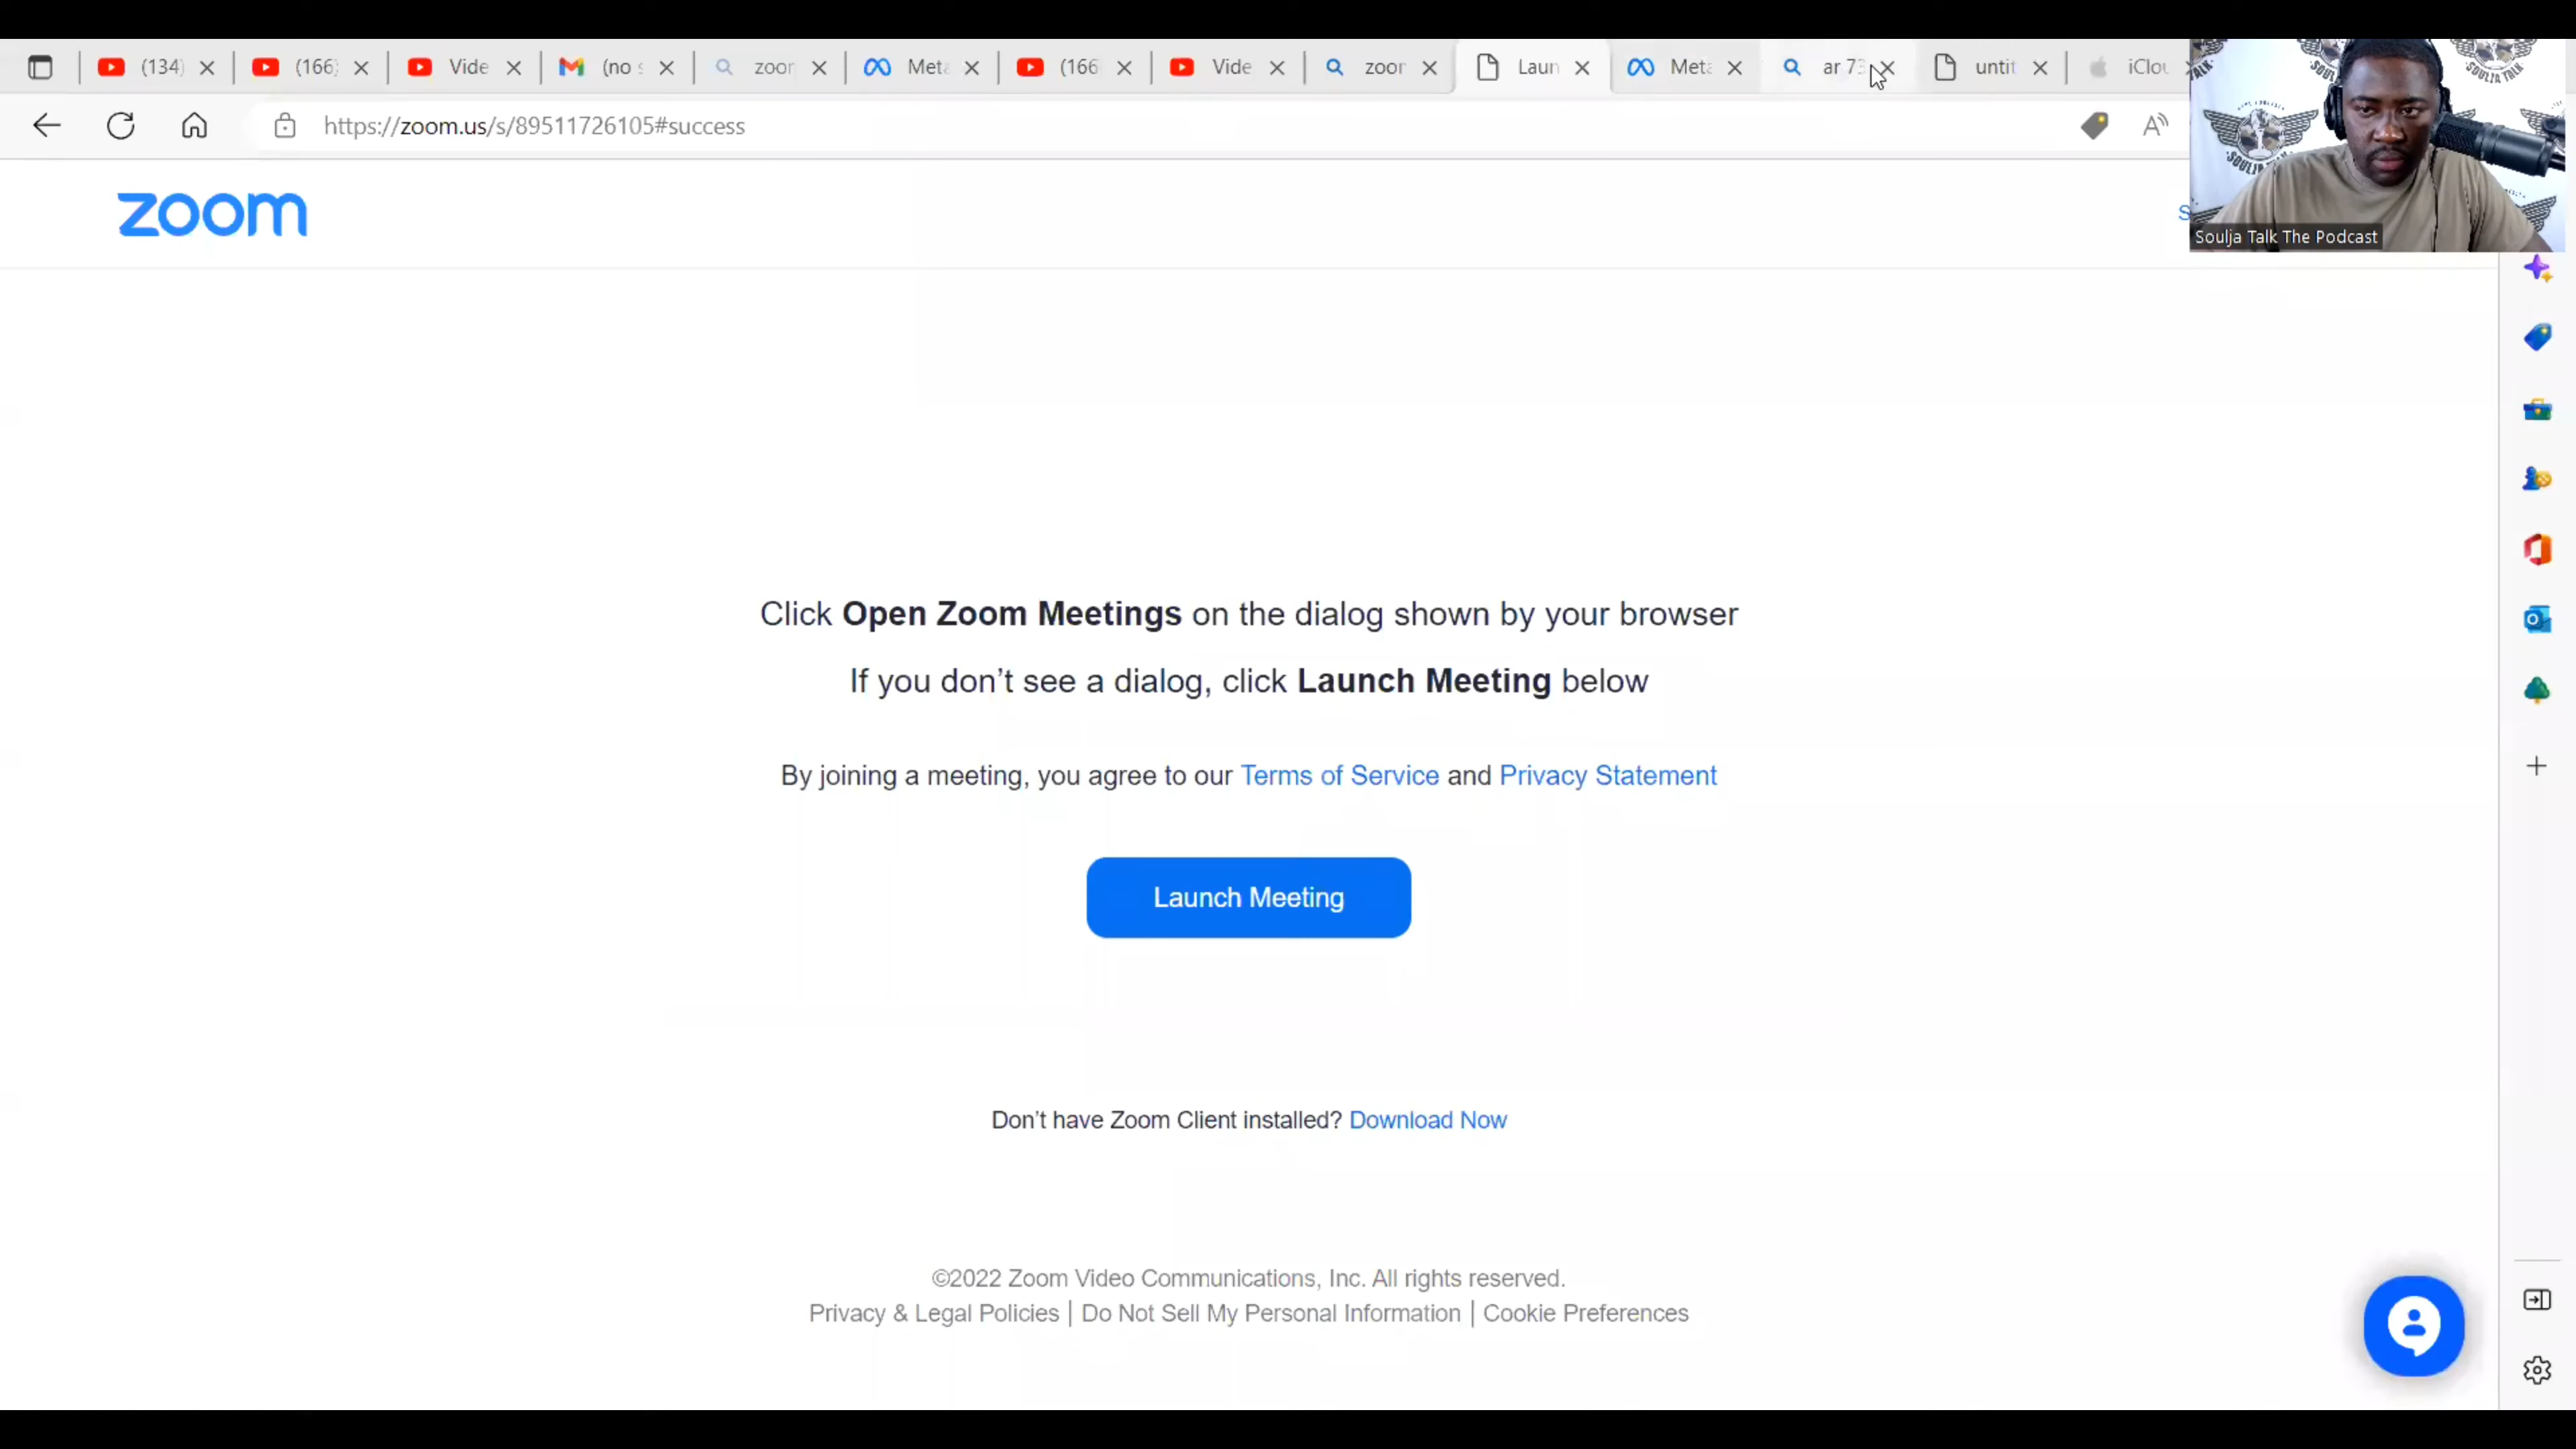 (134)
(166)
Vide
(no s
zoor
Meta
(166
Vide
zoor
Laun
Meta
ar 73
untit
iClou
https://zoom.us/s/89511726105#success
zoom
SOULJA TALK
Soulja Talk The Podcast
Click Open Zoom Meetings on the dialog shown by your browser
If you don’t see a dialog, click Launch Meeting below
By joining a meeting, you agree to our Terms of Service and Privacy Statement
Launch Meeting
Don’t have Zoom Client installed? Download Now
©2022 Zoom Video Communications, Inc. All rights reserved.
Privacy & Legal Policies | Do Not Sell My Personal Information | Cookie Preferences